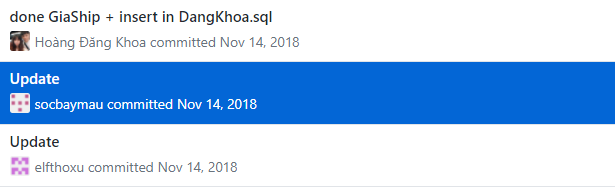 done GiaShip + insert in DangKhoa.sql
Hoàng Đăng Khoa committed Nov 14, 2018
Update
socbaymau committed Nov 14, 2018
Update
elfthoxu committed Nov 14, 2018